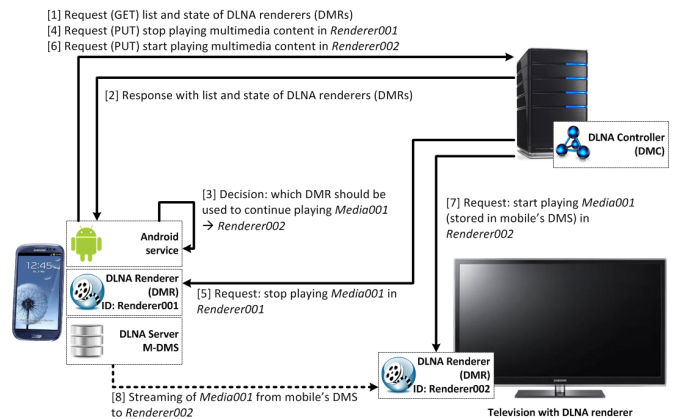 [1] Request (GET) list and state of DLNA renderers (DMRs)
[4] Request (PUT) stop playing multimedia content in Renderer001
[6] Request (PUT) start playing multimedia content in Renderer002
[2] Response with list and state of DLNA renderers (DMRs)
DLNA Controller
(DMC)
[3] Decision: which DMR should be
used to continue playing Media001
→ Renderer002
[7] Request: start playing Media001
(stored in mobile's DMS) in
Renderer002
Android
service
12:45
DLNA Renderer
(DMR)
ID: Renderer001
[5] Request: stop playing Media001 in
Renderer001
DLNA Server
M-DMS
DLNA Renderer
(DMR)
ID: Renderer002
[8] Streaming of Media001 from mobile's DMS
to Renderer002
Television with DLNA renderer